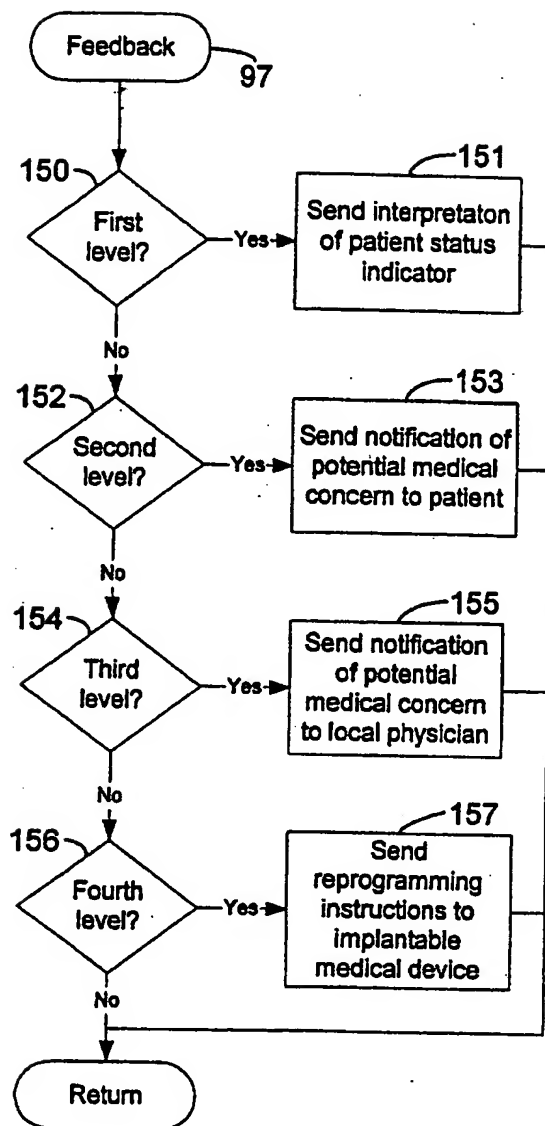 Feedback
97
150
First
level?
Yes
151
Send interpretaton
of patient status
indicator
No
152
Second
level?
Yes
153
Send notification of
potential medical
concern to patient
No
154
Third
level?
Yes
155
Send notification
of potential
medical concern
to local physician
No
156
Fourth
level?
Yes
157
Send
reprogramming
instructions to
implantable
medical device
No
Return